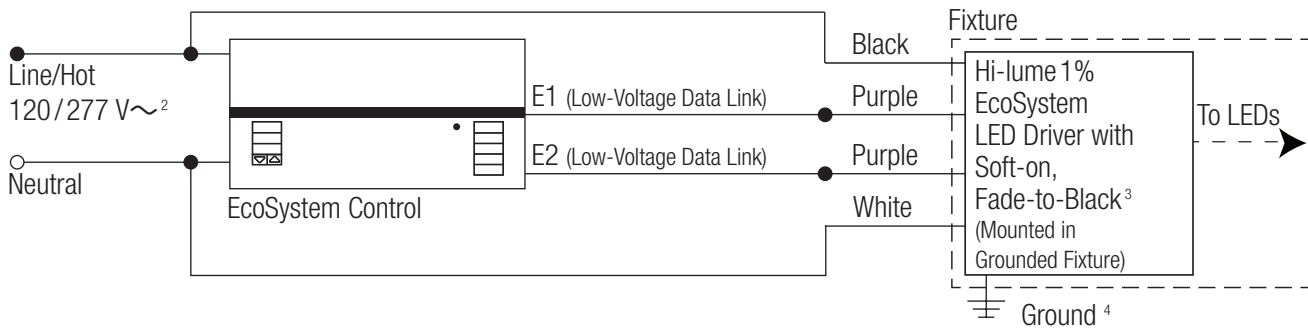 Fixture
Line/Hot
120/277 V~ 2
Neutral
EcoSystem Control
E1 (Low-Voltage Data Link)
E2 (Low-Voltage Data Link)
Black
Purple
Purple
White
Hi-lume 1%
EcoSystem
LED Driver with
Soft-on,
Fade-to-Black 3
(Mounted in
Grounded Fixture)
To LEDs
Ground 4